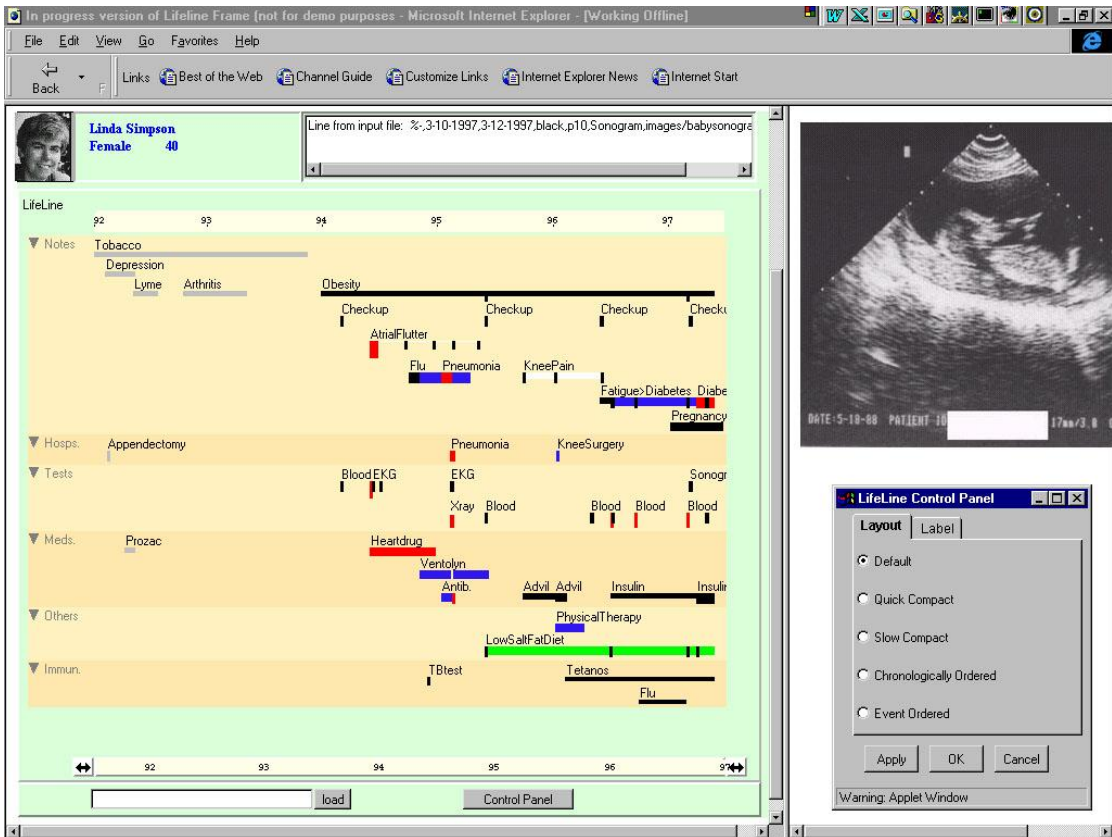 In progress version of Lifeline Frame (not for demo purposes - Microsoft Internet Explorer - [Working Offline]
File Edit View Go Favorites Help
Back
F
Links Best of the Web Channel Guide Customize Links Internet Explorer News Internet Start
Linda Simpson
Female 40
Line from input file: %-,3-10-1997,3-12-1997,black,p10,Sonogram,images/babysonogra
LifeLine
92 93 94 95 96 97
Notes Tobacco
Depression
Lyme Arthritis Obesity
Checkup Checkup Checkup Checku
AtrialFlutter
Flu Pneumonia KneePain
Fatigue>Diabetes Diabe
Pregnancy
Hosps. Appendectomy Pneumonia KneeSurgery
Tests Blood EKG EKG Sonogr
Xray Blood Blood Blood Blood
Meds. Prozac Heartdrug
Ventolyn
Antib. Advil Advil Insulin Insulin
Others PhysicalTherapy
LowSaltFatDiet
Immun. TBtest Tetanos
Flu
92 93 94 95 96 97
load Control Panel
DATE:5-18-88 PATIENT ID 17mm/3.0
LifeLine Control Panel
Layout Label
Default
Quick Compact
Slow Compact
Chronologically Ordered
Event Ordered
Apply OK Cancel
Warning: Applet Window